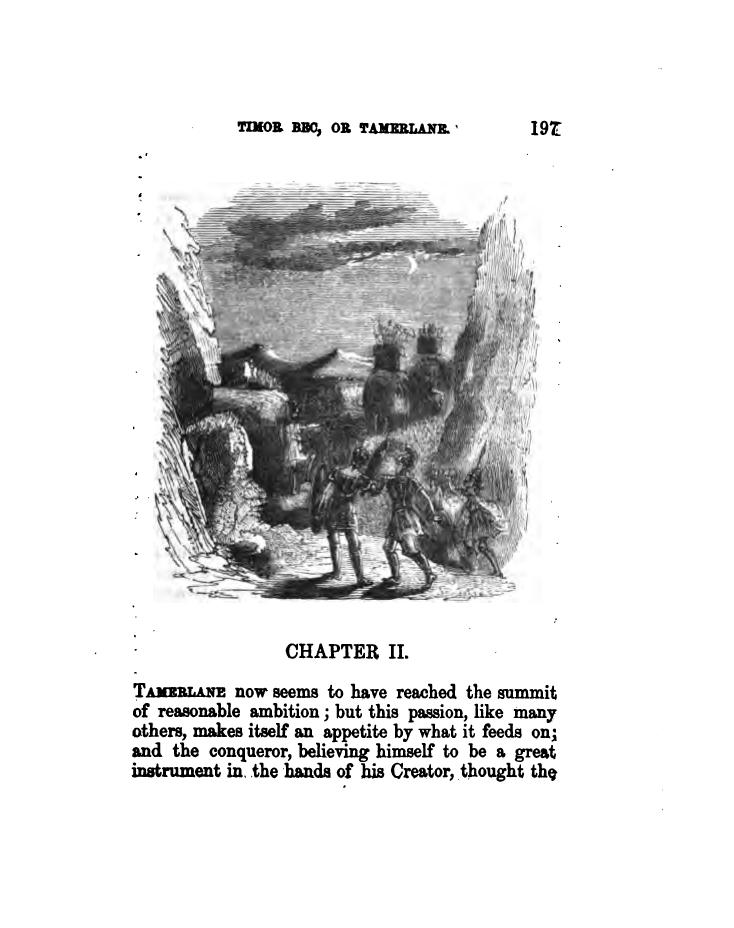 TIMOR BEC, OR TAMERLANE. 197
CHAPTER II.
TAMERLANE now seems to have reached the summit
of reasonable ambition; but this passion, like many
others, makes itself an appetite by what it feeds on;
and the conqueror, believing himself to be a great
instrument in the hands of his Creator, thought the